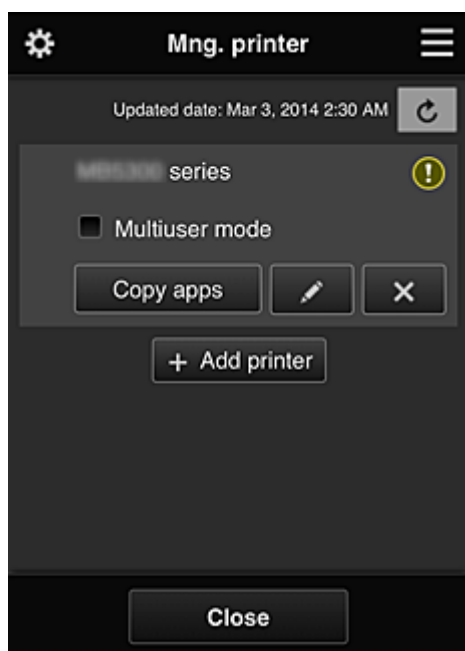 Mng. printer
Updated date: Mar 3, 2014 2:30 AM
series
Multiuser mode
Copy apps
+ Add printer
Close